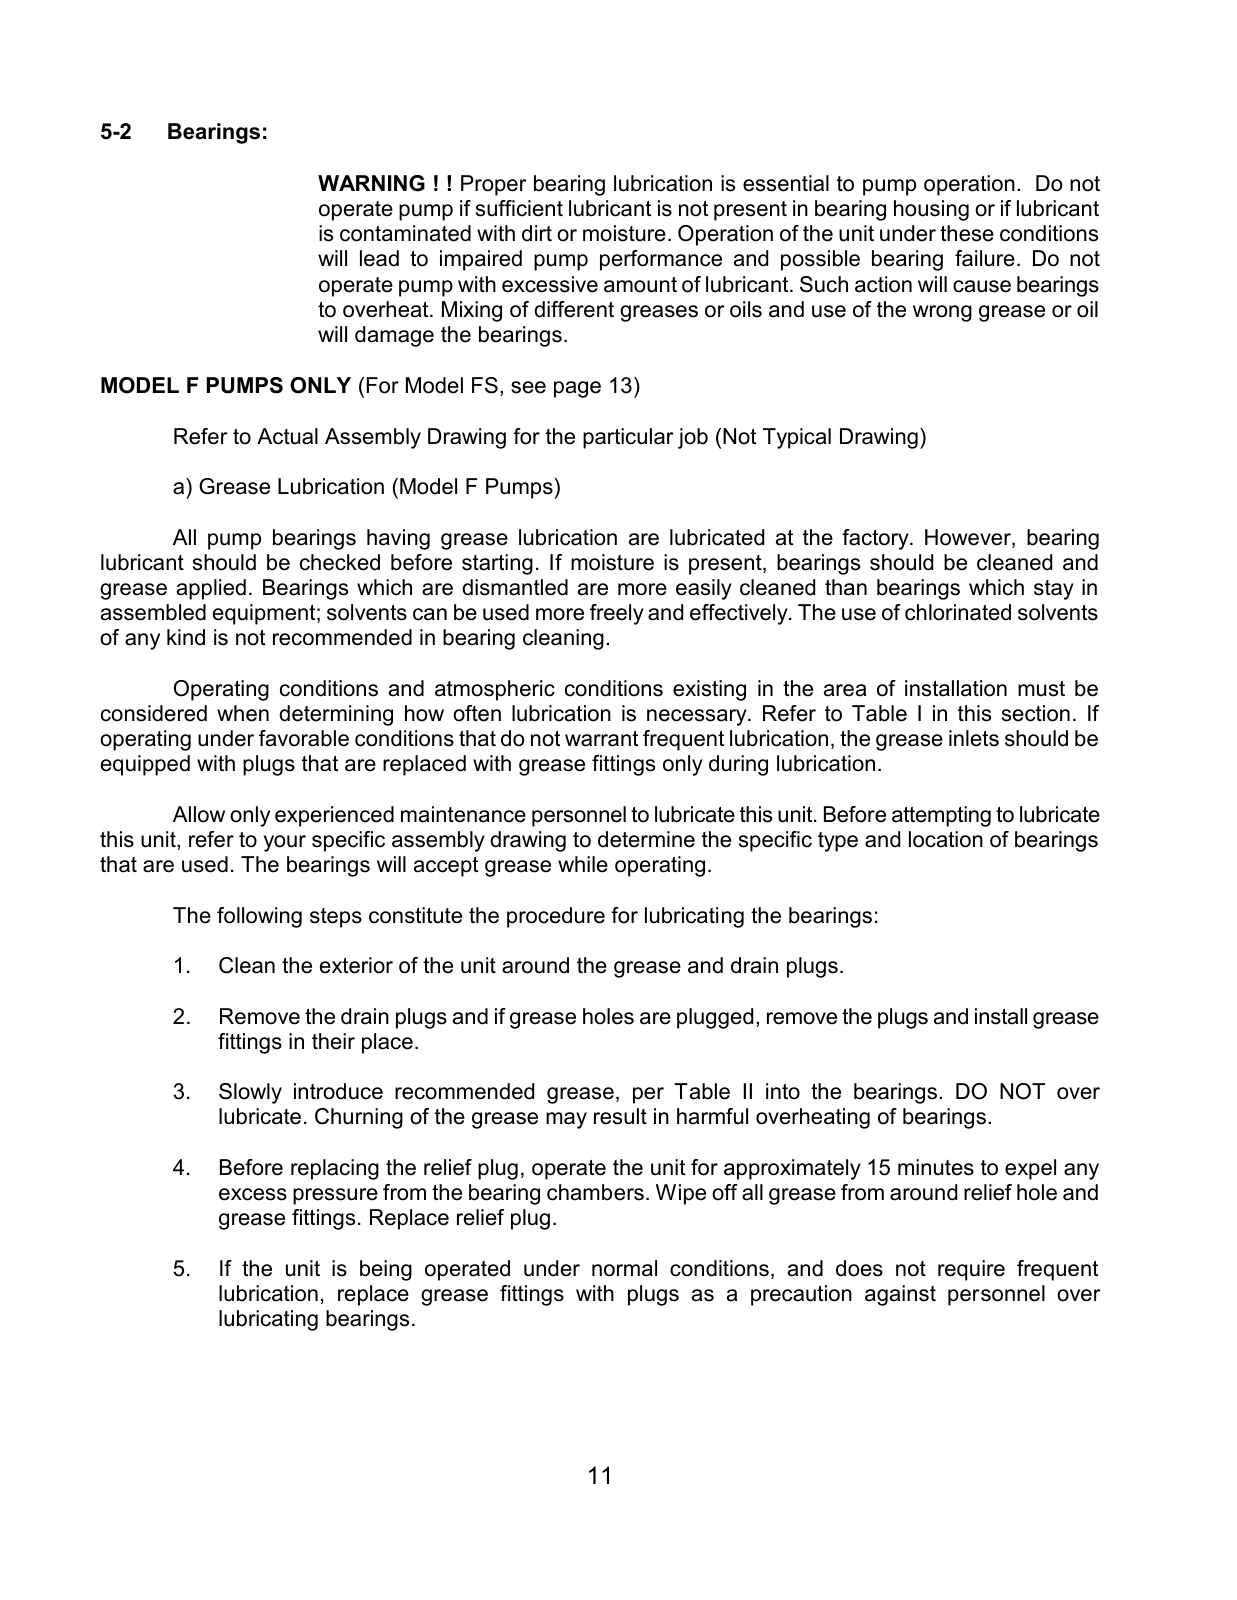 5-2 Bearings:
WARNING ! ! Proper bearing lubrication is essential to pump operation. Do not
operate pump if sufficient lubricant is not present in bearing housing or if lubricant
is contaminated with dirt or moisture. Operation of the unit under these conditions
will lead to impaired pump performance and possible bearing failure. Do not
operate pump with excessive amount of lubricant. Such action will cause bearings
to overheat. Mixing of different greases or oils and use of the wrong grease or oil
will damage the bearings.
MODEL F PUMPS ONLY (For Model FS, see page 13)
Refer to Actual Assembly Drawing for the particular job (Not Typical Drawing)
a) Grease Lubrication (Model F Pumps)
All pump bearings having grease lubrication are lubricated at the factory. However, bearing
lubricant should be checked before starting. If moisture is present, bearings should be cleaned and
grease applied. Bearings which are dismantled are more easily cleaned than bearings which stay in
assembled equipment; solvents can be used more freely and effectively. The use of chlorinated solvents
of any kind is not recommended in bearing cleaning.
Operating conditions and atmospheric conditions existing in the area of installation must be
considered when determining how often lubrication is necessary. Refer to Table I in this section. If
operating under favorable conditions that do not warrant frequent lubrication, the grease inlets should be
equipped with plugs that are replaced with grease fittings only during lubrication.
Allow only experienced maintenance personnel to lubricate this unit. Before attempting to lubricate
this unit, refer to your specific assembly drawing to determine the specific type and location of bearings
that are used. The bearings will accept grease while operating.
The following steps constitute the procedure for lubricating the bearings:
1. Clean the exterior of the unit around the grease and drain plugs.
2. Remove the drain plugs and if grease holes are plugged, remove the plugs and install grease
fittings in their place.
3. Slowly introduce recommended grease, per Table II into the bearings. DO NOT over
lubricate. Churning of the grease may result in harmful overheating of bearings.
4. Before replacing the relief plug, operate the unit for approximately 15 minutes to expel any
excess pressure from the bearing chambers. Wipe off all grease from around relief hole and
grease fittings. Replace relief plug.
5. If the unit is being operated under normal conditions, and does not require frequent
lubrication, replace grease fittings with plugs as a precaution against personnel over
lubricating bearings.
11